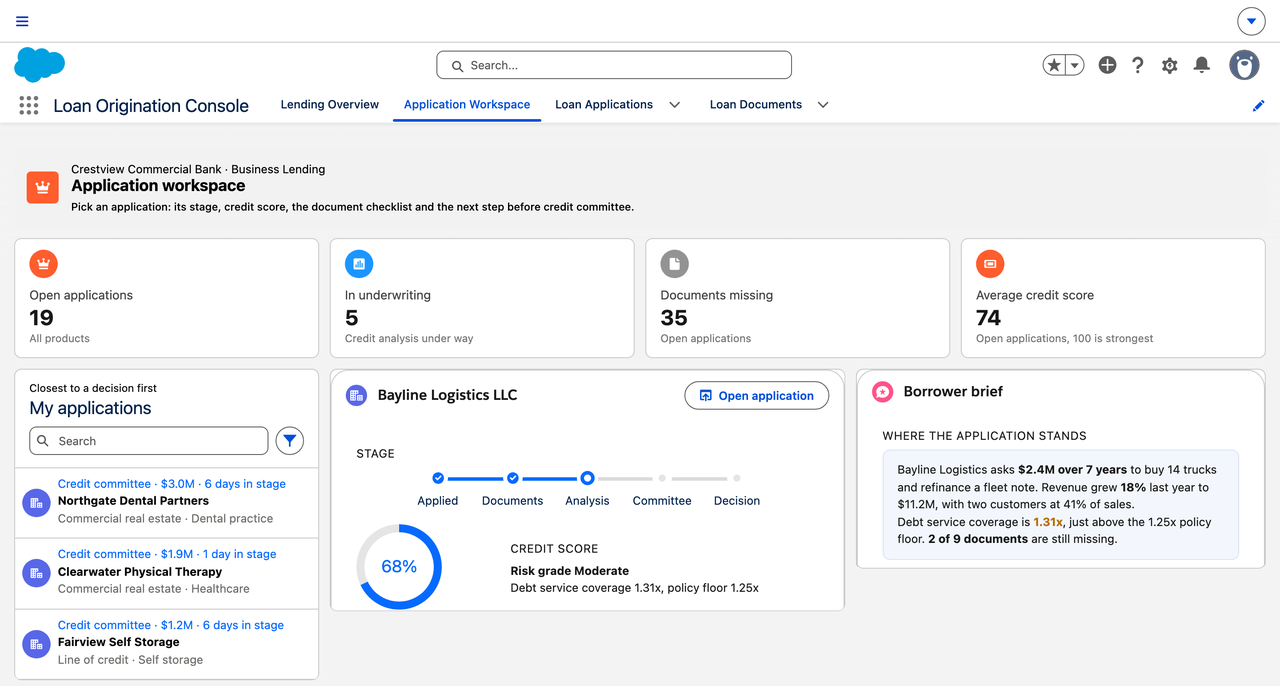 Search...
Loan Origination Console
Lending Overview
Application Workspace
Loan Applications
Loan Documents
Crestview Commercial Bank · Business Lending
Application workspace
Pick an application: its stage, credit score, the document checklist and the next step before credit committee.
Open applications
19
All products
In underwriting
5
Credit analysis under way
Documents missing
35
Open applications
Average credit score
74
Open applications, 100 is strongest
Closest to a decision first
My applications
Search
Credit committee · $3.0M · 6 days in stage
Northgate Dental Partners
Commercial real estate · Dental practice
Credit committee · $1.9M · 1 day in stage
Clearwater Physical Therapy
Commercial real estate · Healthcare
Credit committee · $1.2M · 6 days in stage
Fairview Self Storage
Line of credit · Self storage
Bayline Logistics LLC
Open application
STAGE
Applied
Documents
Analysis
Committee
Decision
68%
CREDIT SCORE
Risk grade Moderate
Debt service coverage 1.31x, policy floor 1.25x
Borrower brief
WHERE THE APPLICATION STANDS
Bayline Logistics asks $2.4M over 7 years to buy 14 trucks
and refinance a fleet note. Revenue grew 18% last year to
$11.2M, with two customers at 41% of sales.
Debt service coverage is 1.31x, just above the 1.25x policy
floor. 2 of 9 documents are still missing.